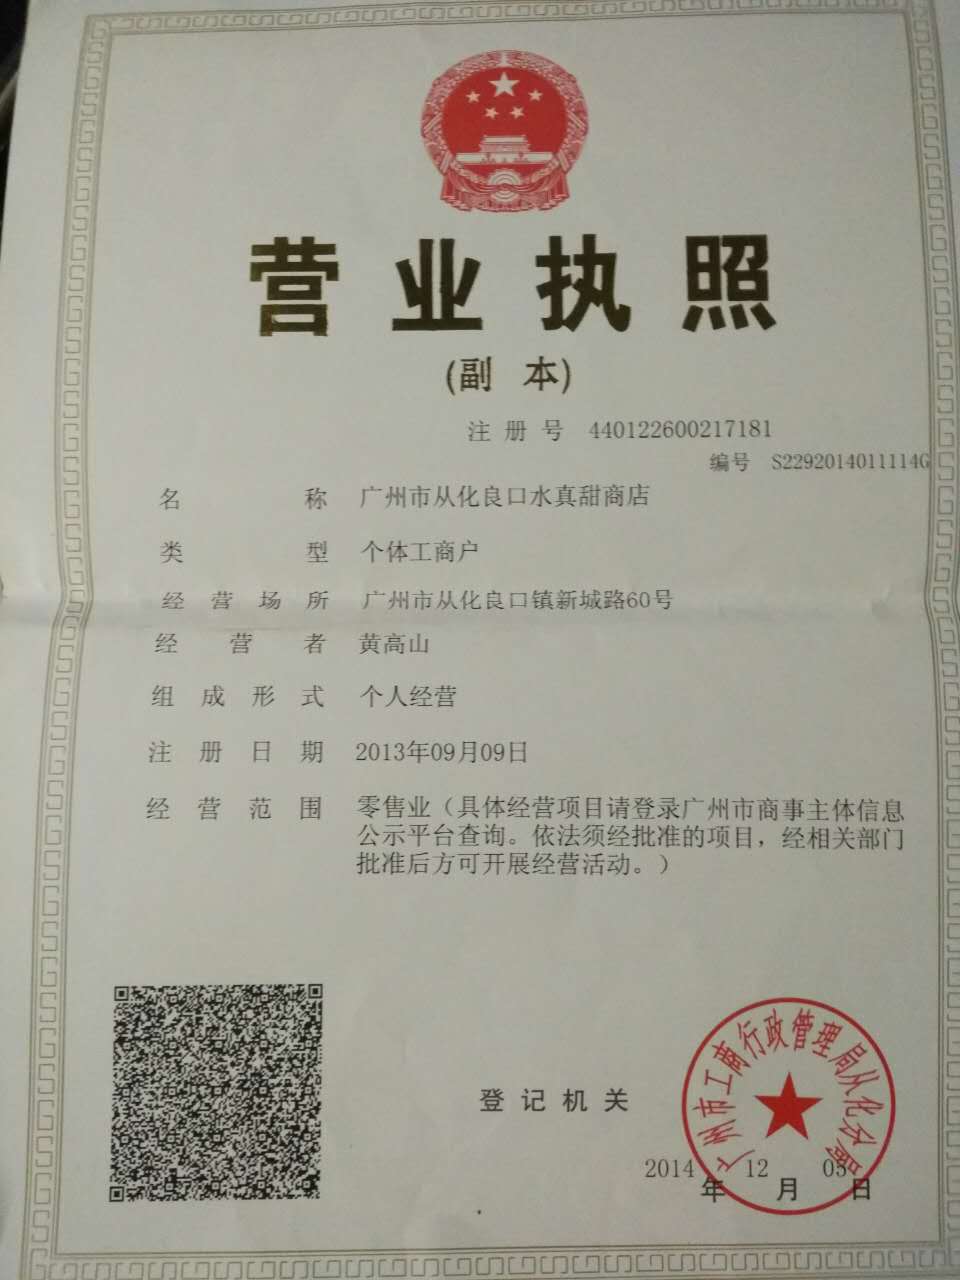 营业执照
(副 本)
注 册 号 440122600217181
编号 S2292014011114G
名 称 广州市从化良口水真甜商店
类 型 个体工商户
经 营 场 所 广州市从化良口镇新城路60号
经 营 者 黄高山
组 成 形 式 个人经营
注 册 日 期 2013年09月09日
经 营 范 围 零售业（具体经营项目请登录广州市商事主体信息
公示平台查询。依法须经批准的项目，经相关部门
批准后方可开展经营活动。）
登 记 机 关
广州市工商行政管理局从化分局
2014年 12月 05日